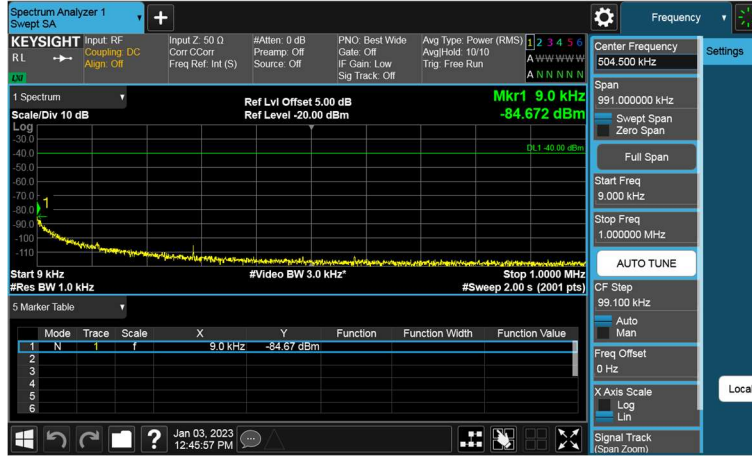 Spectrum Analyzer 1
Swept SA
Frequency
KEYSIGHT
RL
LXI
Input: RF
Coupling: DC
Align: Off
Input Z: 50 Ω
Corr CCorr
Freq Ref: Int (S)
#Atten: 0 dB
Preamp: Off
Source: Off
PNO: Best Wide
Gate: Off
IF Gain: Low
Sig Track: Off
Avg Type: Power (RMS)
Avg|Hold: 10/10
Trig: Free Run
1 2 3 4 5 6
A W W W W W
A N N N N N
1 Spectrum
Scale/Div 10 dB
Ref Lvl Offset 5.00 dB
Ref Level -20.00 dBm
Mkr1 9.0 kHz
-84.672 dBm
Log
-30.0
-40.0
-50.0
-60.0
-70.0
-80.0
-90.0
-100
-110
DL1 -40.00 dBm
1
Start 9 kHz
#Res BW 1.0 kHz
#Video BW 3.0 kHz*
Stop 1.0000 MHz
#Sweep 2.00 s (2001 pts)
5 Marker Table
Mode Trace Scale X Y Function Function Width Function Value
1 N 1 f 9.0 kHz -84.67 dBm
2
3
4
5
6
Jan 03, 2023
12:45:57 PM
Center Frequency
504.500 kHz
Settings
Span
991.000000 kHz
Swept Span
Zero Span
Full Span
Start Freq
9.000 kHz
Stop Freq
1.000000 MHz
AUTO TUNE
CF Step
99.100 kHz
Auto
Man
Freq Offset
0 Hz
X Axis Scale
Log
Lin
Local
Signal Track
(Span Zoom)